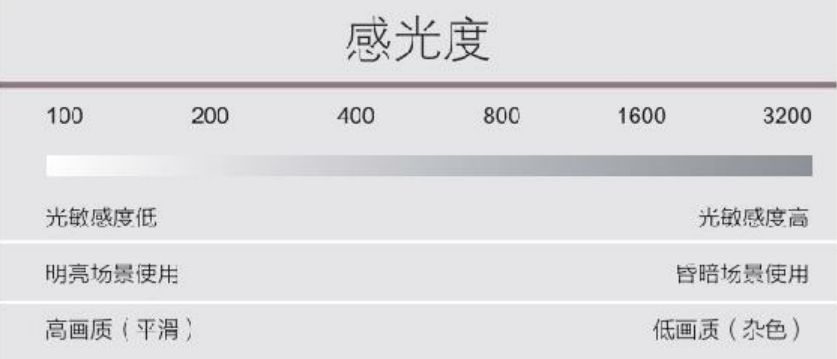 感光度
100 200 400 800 1600 3200
光敏感度低 光敏感度高
明亮场景使用 昏暗场景使用
高画质（平滑） 低画质（杂色）